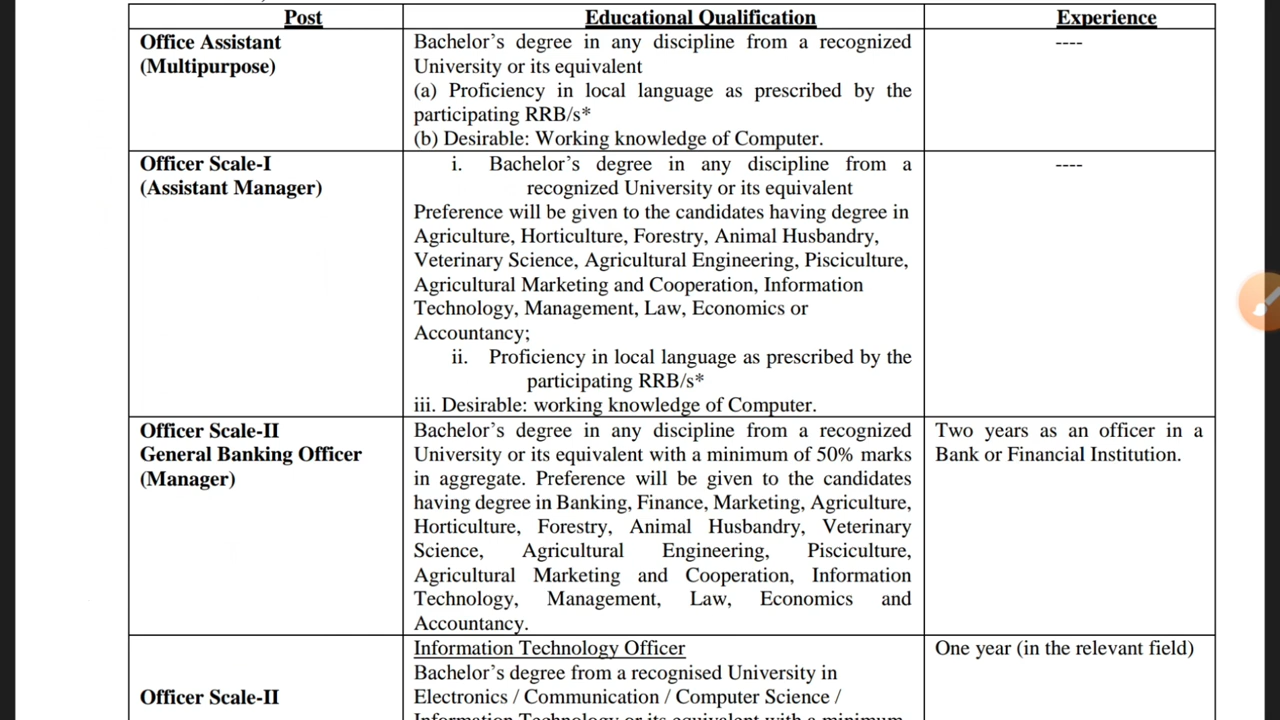 Post Educational Qualification Experience
Office Assistant
(Multipurpose)
Bachelor's degree in any discipline from a recognized
University or its equivalent
(a) Proficiency in local language as prescribed by the
participating RRB/s*
(b) Desirable: Working knowledge of Computer.
----
Officer Scale-I
(Assistant Manager)
i. Bachelor's degree in any discipline from a
recognized University or its equivalent
Preference will be given to the candidates having degree in
Agriculture, Horticulture, Forestry, Animal Husbandry,
Veterinary Science, Agricultural Engineering, Pisciculture,
Agricultural Marketing and Cooperation, Information
Technology, Management, Law, Economics or
Accountancy;
ii. Proficiency in local language as prescribed by the
participating RRB/s*
iii. Desirable: working knowledge of Computer.
----
Officer Scale-II
General Banking Officer
(Manager)
Bachelor's degree in any discipline from a recognized
University or its equivalent with a minimum of 50% marks
in aggregate. Preference will be given to the candidates
having degree in Banking, Finance, Marketing, Agriculture,
Horticulture, Forestry, Animal Husbandry, Veterinary
Science, Agricultural Engineering, Pisciculture,
Agricultural Marketing and Cooperation, Information
Technology, Management, Law, Economics and
Accountancy.
Two years as an officer in a
Bank or Financial Institution.
Officer Scale-II
Information Technology Officer
Bachelor's degree from a recognised University in
Electronics / Communication / Computer Science /
Information Technology or its equivalent with a minimum
One year (in the relevant field)